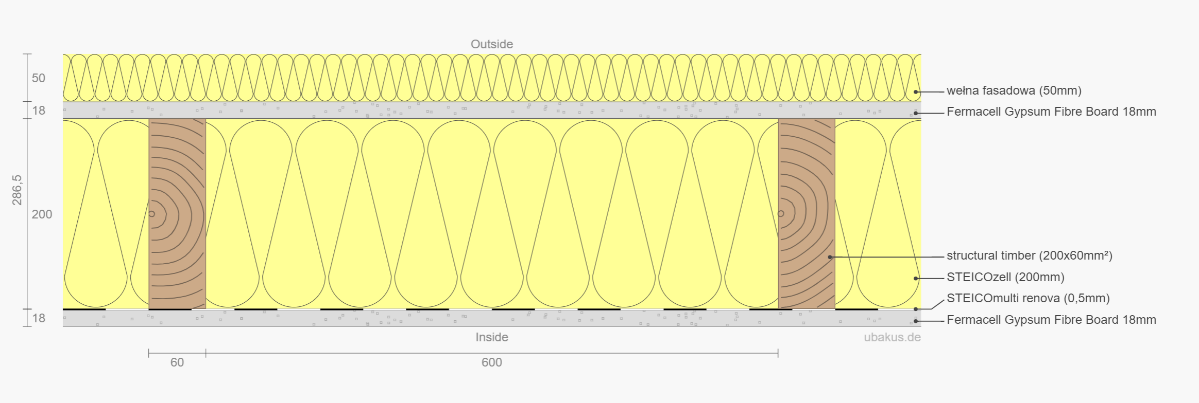 Outside
50
wełna fasadowa (50mm)
18
Fermacell Gypsum Fibre Board 18mm
286,5
200
structural timber (200x60mm²)
STEICOzell (200mm)
STEICOmulti renova (0,5mm)
18
Fermacell Gypsum Fibre Board 18mm
Inside
ubakus.de
60
600